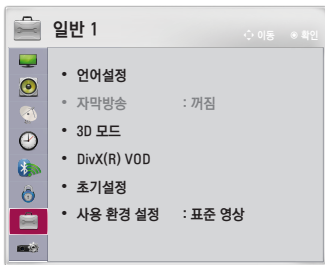 일반 1
이동 확인
• 언어설정
• 자막방송 : 꺼짐
• 3D 모드
• DivX(R) VOD
• 초기설정
• 사용 환경 설정 : 표준 영상